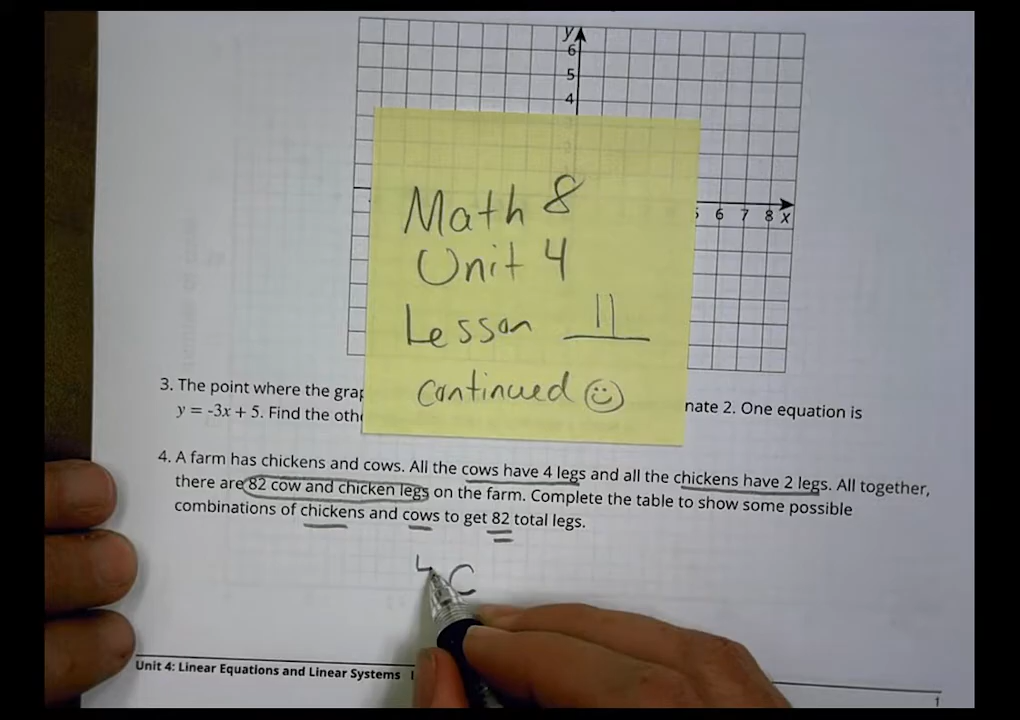 y
6
5
4
6 7 8 x
Math 8
Unit 4
Lesson 11
continued
3. The point where the
nate 2. One equation is
y = -3x + 5. Find the
4. A farm has chickens and cows. All the cows have 4 legs and all the chickens have 2 legs. All together,
there are 82 cow and chicken legs on the farm. Complete the table to show some possible
combinations of chickens and cows to get 82 total legs.
C
Unit 4: Linear Equations and Linear Systems
1